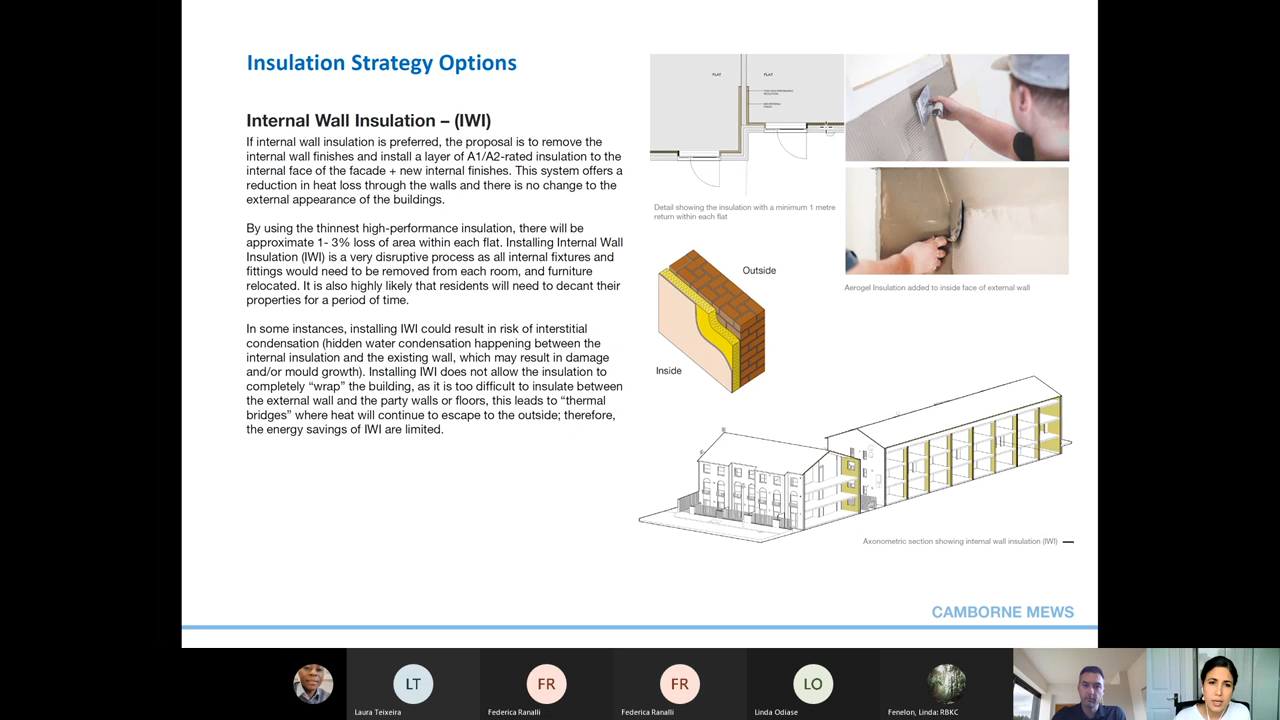 Insulation Strategy Options
Internal Wall Insulation – (IWI)
If internal wall insulation is preferred, the proposal is to remove the
internal wall finishes and install a layer of A1/A2-rated insulation to the
internal face of the facade + new internal finishes. This system offers a
reduction in heat loss through the walls and there is no change to the
external appearance of the buildings.
By using the thinnest high-performance insulation, there will be
approximate 1- 3% loss of area within each flat. Installing Internal Wall
Insulation (IWI) is a very disruptive process as all internal fixtures and
fittings would need to be removed from each room, and furniture
relocated. It is also highly likely that residents will need to decant their
properties for a period of time.
In some instances, installing IWI could result in risk of interstitial
condensation (hidden water condensation happening between the
internal insulation and the existing wall, which may result in damage
and/or mould growth). Installing IWI does not allow the insulation to
completely “wrap” the building, as it is too difficult to insulate between
the external wall and the party walls or floors, this leads to “thermal
bridges” where heat will continue to escape to the outside; therefore,
the energy savings of IWI are limited.
FLAT
FLAT
Detail showing the insulation with a minimum 1 metre
return within each flat
Aerogel Insulation added to inside face of external wall
Outside
Inside
Axonometric section showing internal wall insulation (IWI)
CAMBORNE MEWS
LT
Laura Teixeira
FR
Federica Ranalli
FR
Federica Ranalli
LO
Linda Odiase
Fenelon, Linda: RBKC